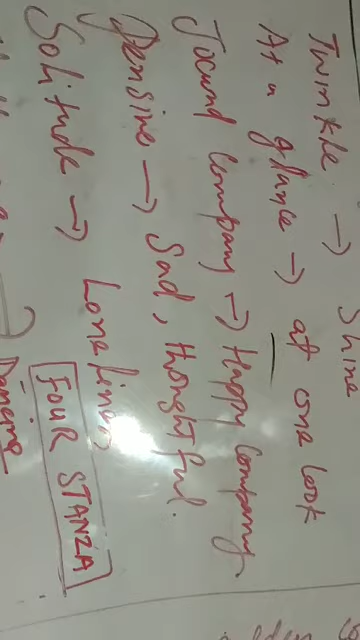 Twinkle → Shine
At a glance → at one look
Jocund Company → Happy Company
Pensive → Sad, thoughtful.
Solitude → Loneliness
FOUR STANZA